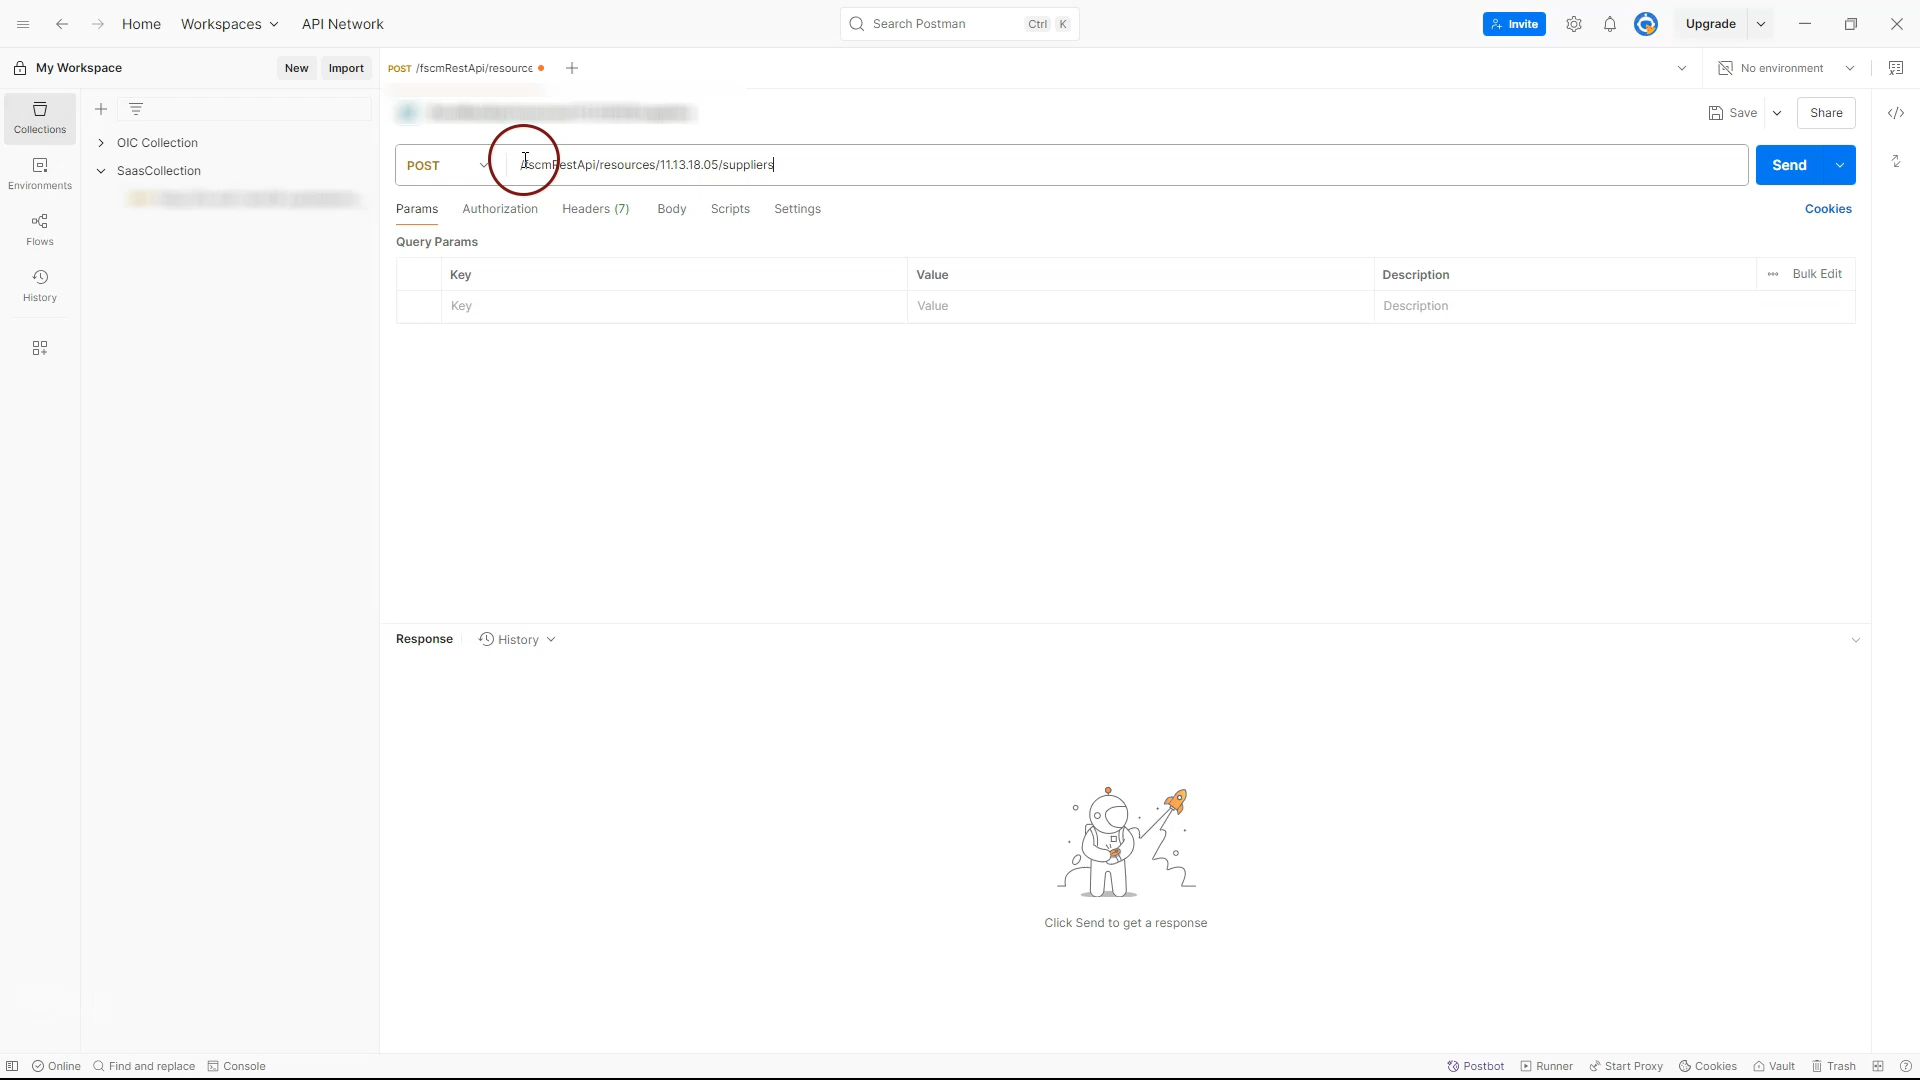 Home Workspaces API Network Search Postman Ctrl K Invite Upgrade
My Workspace New Import POST /fscmRestApi/resource No environment
Collections
OIC Collection
SaasCollection
Environments
Flows
History
Save Share
POST /fscmRestApi/resources/11.13.18.05/suppliers Send
Params Authorization Headers (7) Body Scripts Settings Cookies
Query Params
Key Value Description Bulk Edit
Key Value Description
Response History
Click Send to get a response
Online Find and replace Console Postbot Runner Start Proxy Cookies Vault Trash